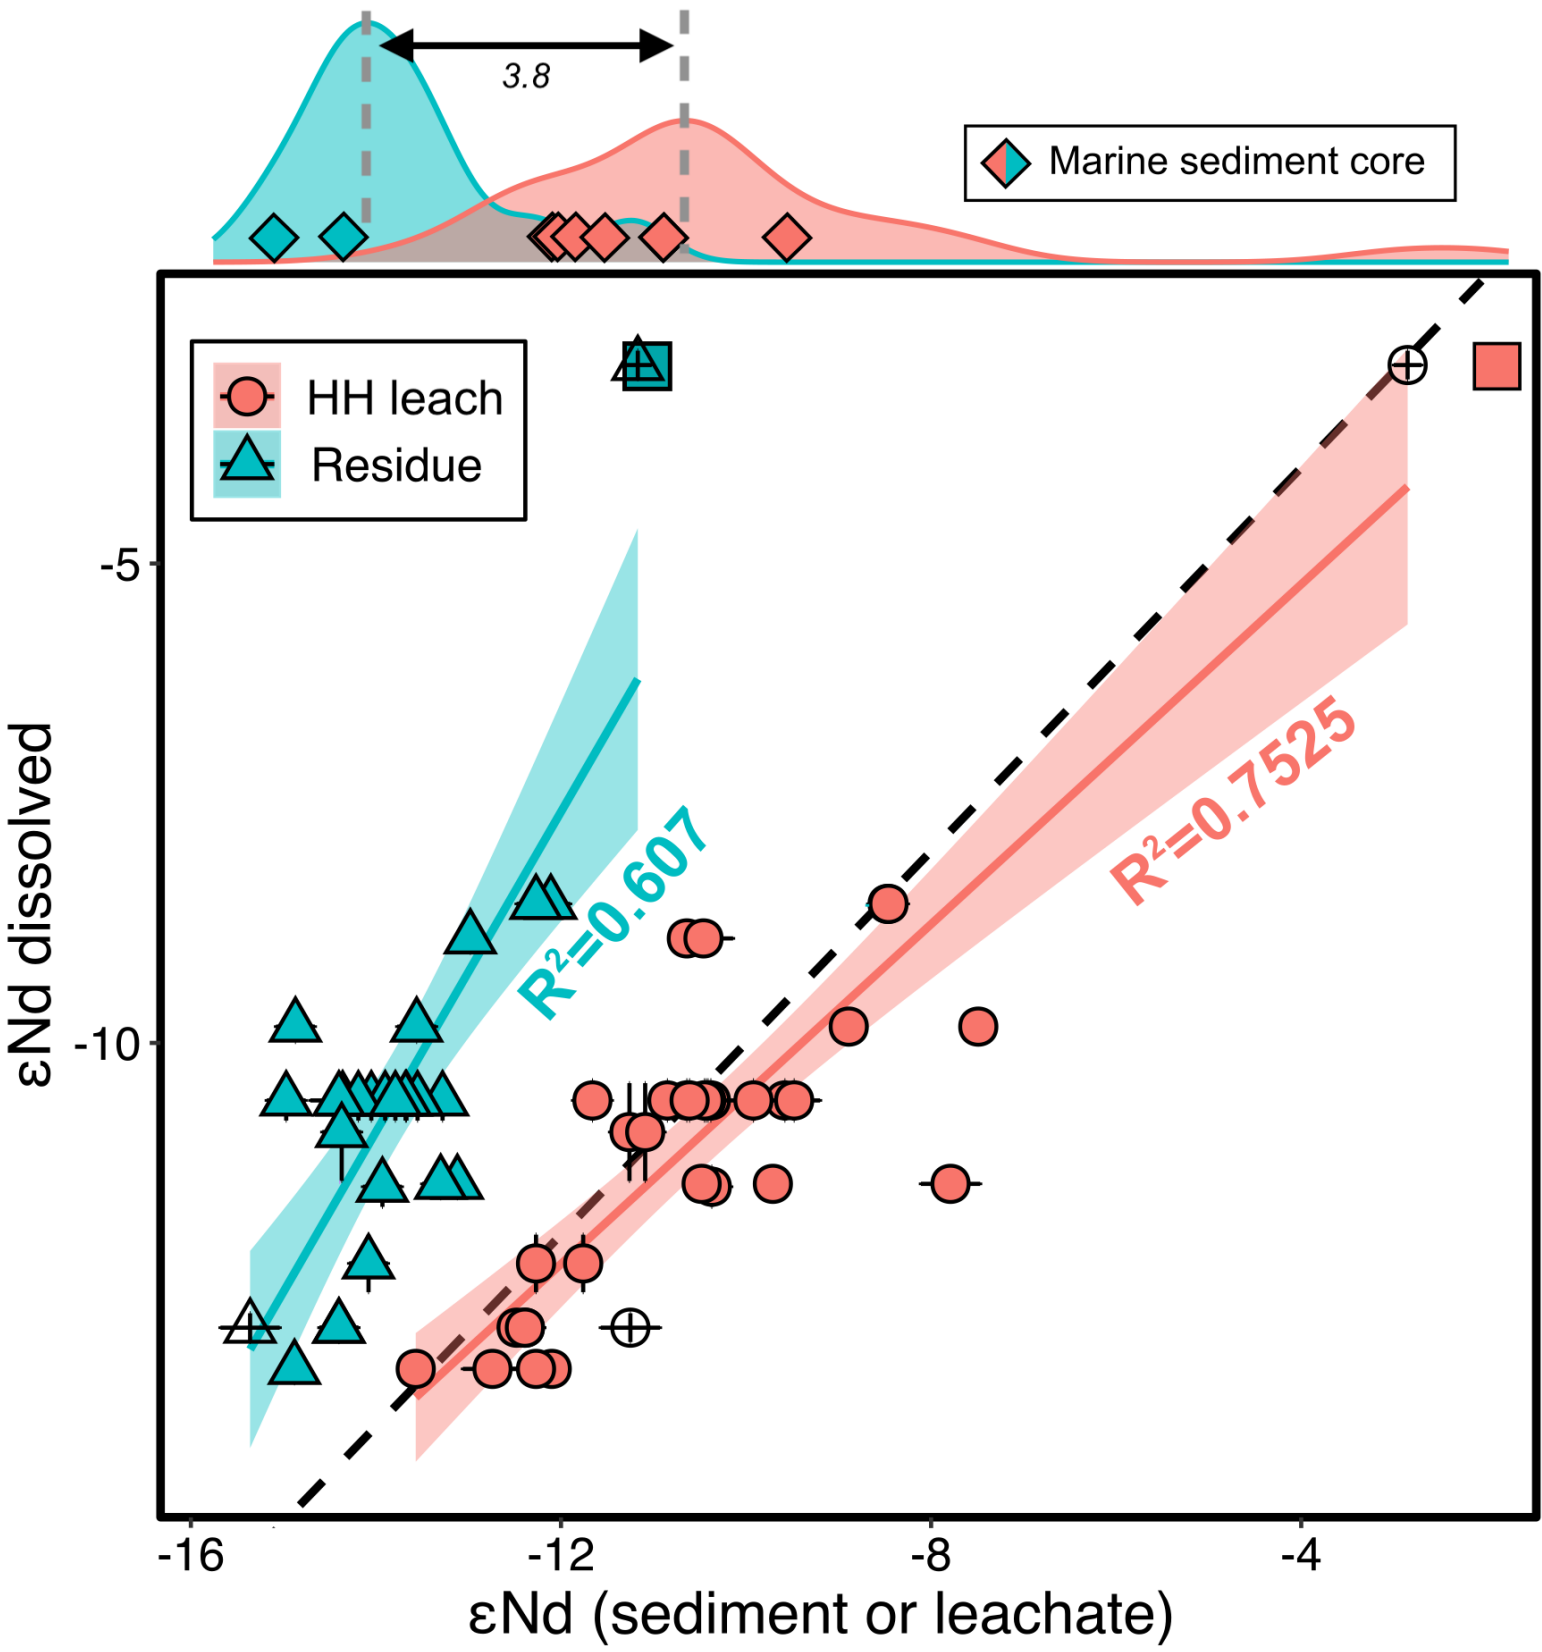 3.8
Marine sediment core
HH leach
Residue
-5
-10
εNd dissolved
R²=0.607
R²=0.7525
-16
-12
-8
-4
εNd (sediment or leachate)